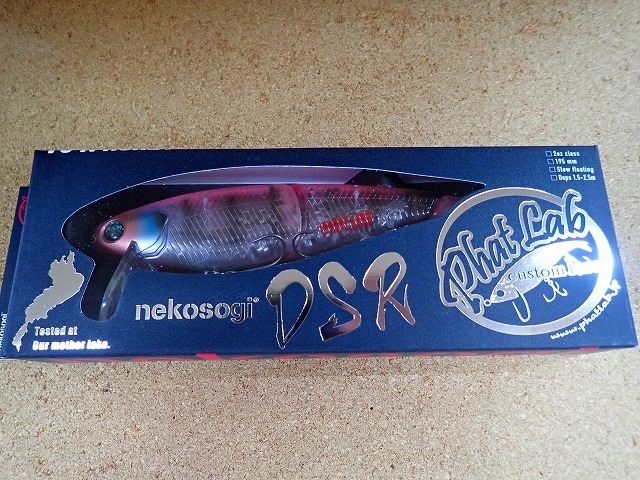 2oz class
195 mm
Slow floating
Deps 1.5-2.5m
Phat Lab
custom
nekosogi®
DSR
Tested at
Our mother lake.